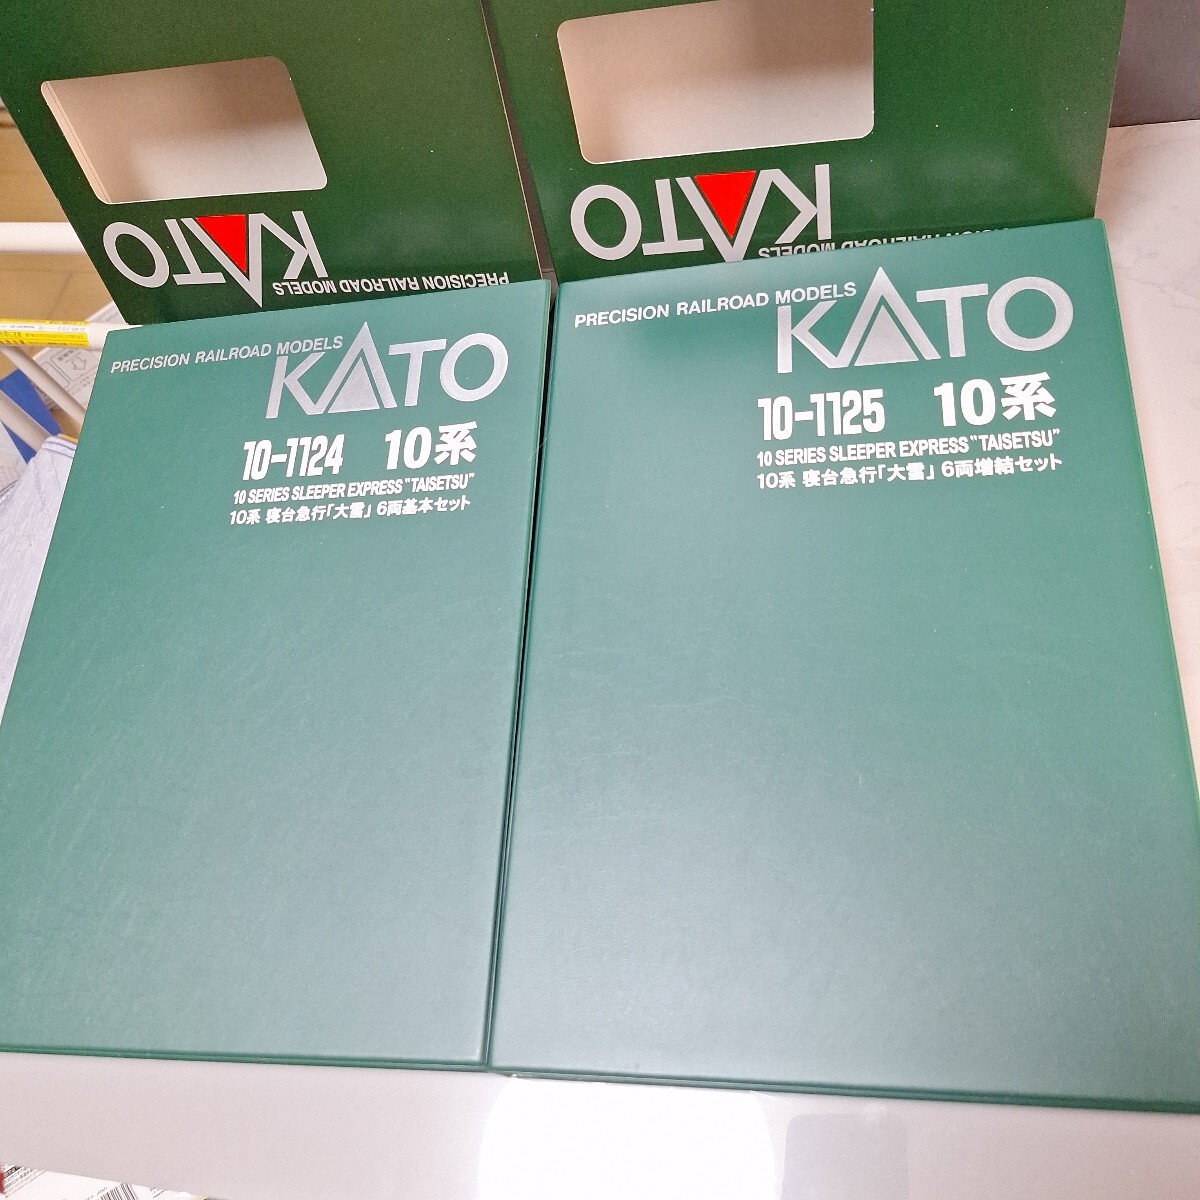 KATO
PRECISION RAILROAD MODELS
KATO
PRECISION RAILROAD MODELS
PRECISION RAILROAD MODELS
KATO
10-1124 10系
10 SERIES SLEEPER EXPRESS "TAISETSU"
10系 寝台急行「大雪」 6両基本セット
PRECISION RAILROAD MODELS
KATO
10-1125 10系
10 SERIES SLEEPER EXPRESS "TAISETSU"
10系 寝台急行「大雪」 6両増結セット